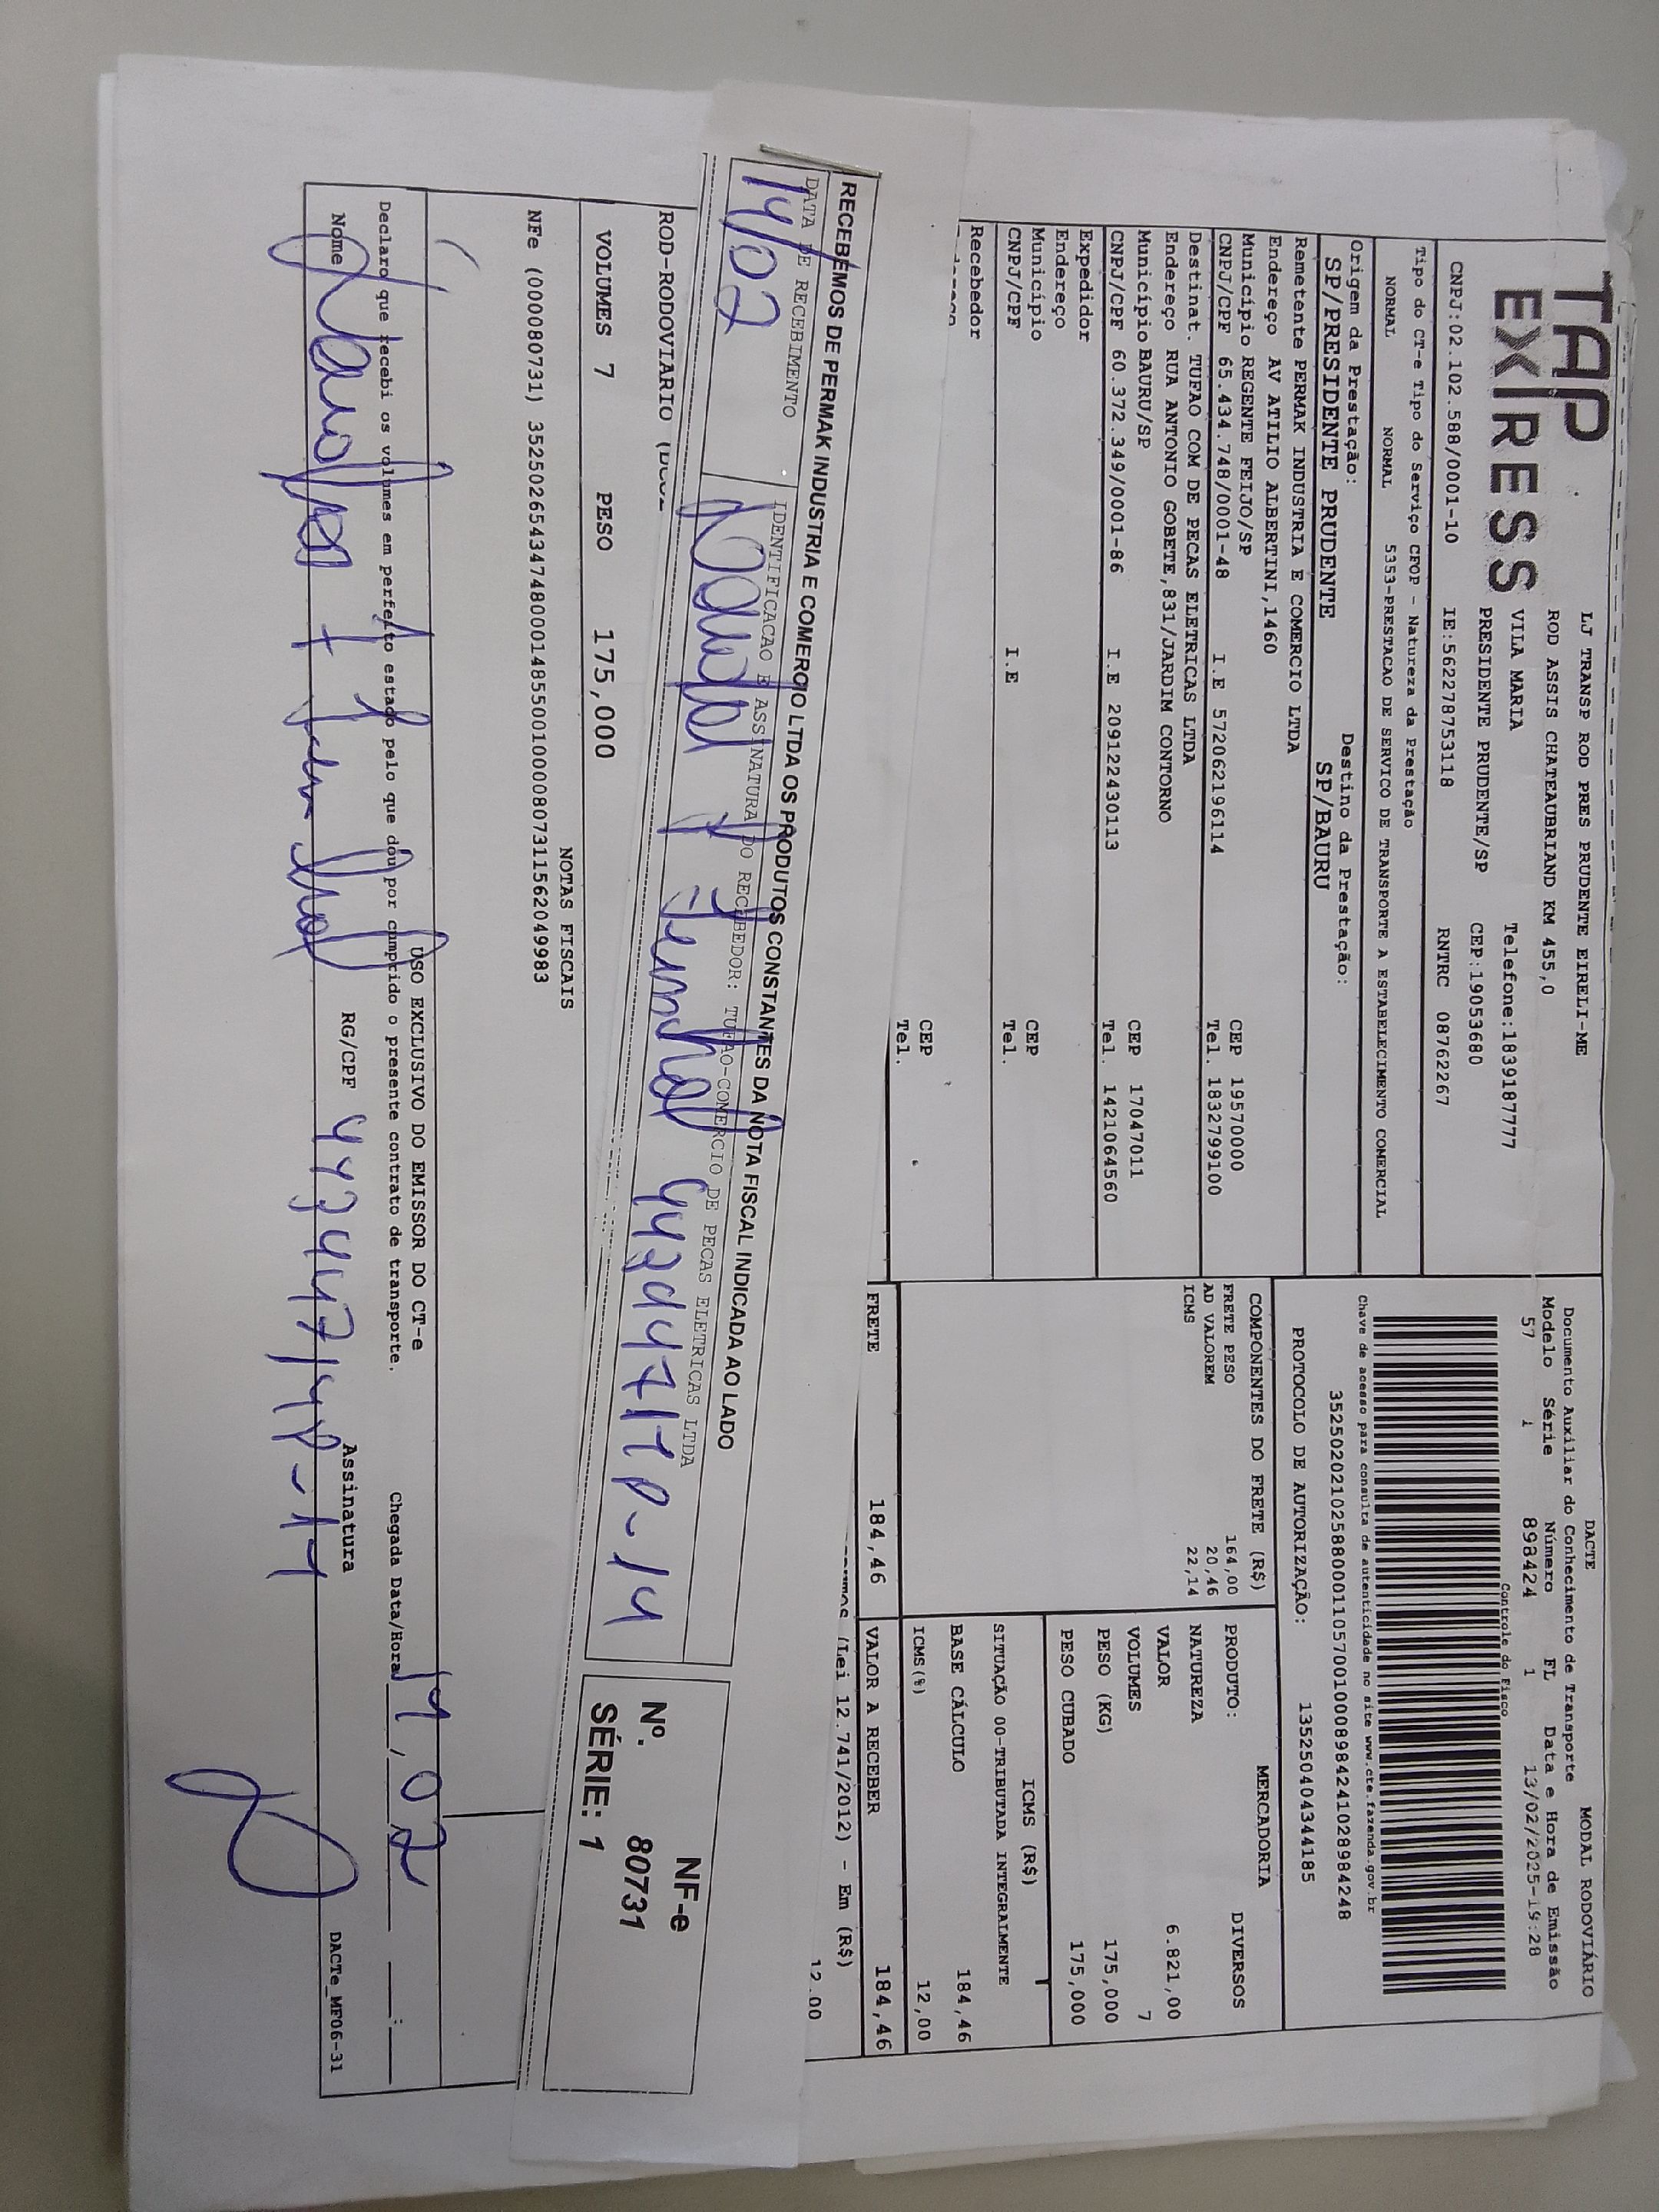 TAP
EXPRESS
LJ TRANSP ROD PRES PRUDENTE EIRELI-ME
ROD ASSIS CHATEAUBRIAND KM 455,0
VILA MARIA Telefone:1839187777
PRESIDENTE PRUDENTE/SP CEP:19053680
CNPJ:02.102.588/0001-10 IE:562278753118 RNTRC 08762267
Tipo do CT-e Tipo do Serviço CFOP - Natureza da Prestação
NORMAL NORMAL 5353-PRESTACAO DE SERVICO DE TRANSPORTE A ESTABELECIMENTO COMERCIAL
Origem da Prestação: Destino da Prestação:
SP/PRESIDENTE PRUDENTE SP/BAURU
Remetente PERMAK INDUSTRIA E COMERCIO LTDA
Endereço AV ATILIO ALBERTINI,1460
Município REGENTE FEIJO/SP CEP 19570000
CNPJ/CPF 65.434.748/0001-48 I.E 572062196114 Tel. 1832799100
Destinat. TUFAO COM DE PECAS ELETRICAS LTDA
Endereço RUA ANTONIO GOBETE,831/JARDIM CONTORNO
Município BAURU/SP CEP 17047011
CNPJ/CPF 60.372.349/0001-86 I.E 209122430113 Tel. 1421064560
Expedidor
Endereço
Município CEP
CNPJ/CPF I.E Tel.
Recebedor
CEP
Tel.
DACTE MODAL RODOVIÁRIO
Documento Auxiliar do Conhecimento de Transporte
Modelo Série Número FL Data e Hora de Emissão
57 1 898424 1 13/02/2025-19:28
Controle do Fisco
Chave de acesso para consulta de autenticidade no site www.cte.fazenda.gov.br
35250202102588000110570010008984241028984248
PROTOCOLO DE AUTORIZAÇÃO: 135250404344185
COMPONENTES DO FRETE (R$)
FRETE PESO 164,00
AD VALOREM 20,46
ICMS 22,14
MERCADORIA
PRODUTO: DIVERSOS
NATUREZA
VALOR 6.821,00
VOLUMES 7
PESO (KG) 175,000
PESO CUBADO 175,000
ICMS (R$)
SITUAÇÃO 00-TRIBUTADA INTEGRALMENTE
BASE CÁLCULO 184,46
ICMS(%) 12,00
FRETE 184,46 VALOR A RECEBER 184,46
(Lei 12.741/2012) - Em (R$)
12.00
RECEBEMOS DE PERMAK INDUSTRIA E COMERCIO LTDA OS PRODUTOS CONSTANTES DA NOTA FISCAL INDICADA AO LADO
DATA DE RECEBIMENTO IDENTIFICACAO E ASSINATURA DO RECEBEDOR: TUFAO-COMERCIO DE PECAS ELETRICAS LTDA
14/02
NF-e
Nº. 80731
SÉRIE: 1
ROD-RODOVIARIO
VOLUMES 7 PESO 175,000
NOTAS FISCAIS
NFe (000080731) 35250265434748000148550010000807311562049983
USO EXCLUSIVO DO EMISSOR DO CT-e
Declaro que recebi os volumes em perfeito estado pelo que dou por cumprido o presente contrato de transporte. Chegada Data/Hora 14/02
Nome RG/CPF Assinatura
DACTe_MF06-31